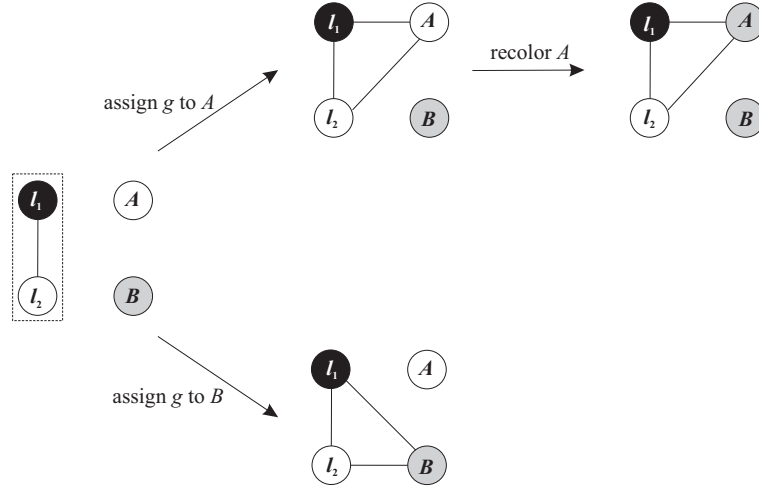 l₁ A l₁ A
recolor A
assign g to A
l₂ B l₂ B
l₁ A
l₂ B
l₁ A
assign g to B
l₂ B